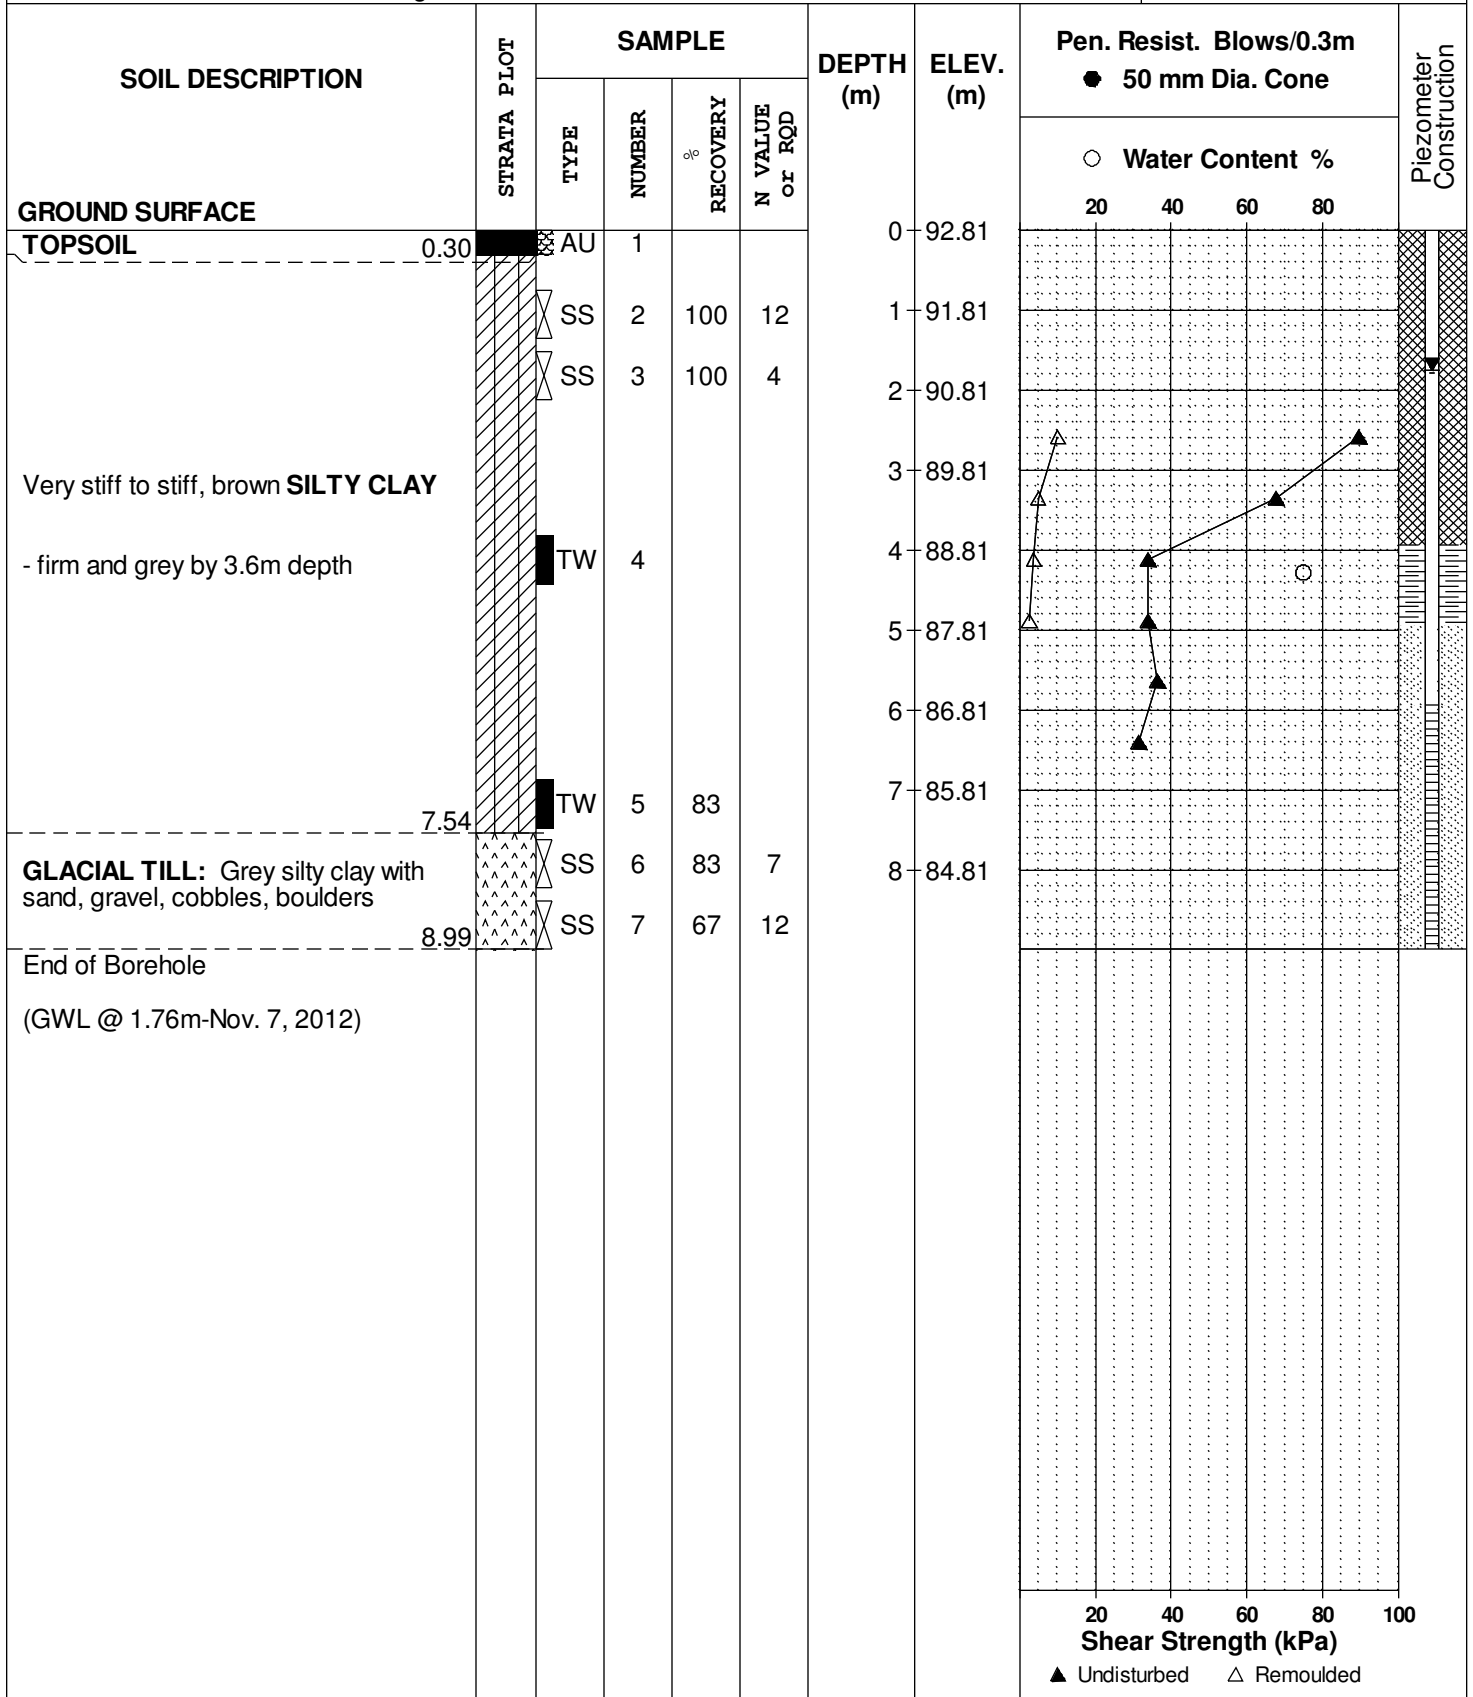 SOIL DESCRIPTION
GROUND SURFACE
STRATA PLOT
SAMPLE
TYPE
NUMBER
% RECOVERY
N VALUE or RQD
DEPTH (m)
ELEV. (m)
Pen. Resist. Blows/0.3m
● 50 mm Dia. Cone
○ Water Content %
20 40 60 80
Piezometer Construction
TOPSOIL 0.30
AU 1
0 92.81
SS 2 100 12
1 91.81
SS 3 100 4
2 90.81
Very stiff to stiff, brown SILTY CLAY
3 89.81
- firm and grey by 3.6m depth
TW 4
4 88.81
5 87.81
6 86.81
7 85.81
TW 5 83
7.54
GLACIAL TILL: Grey silty clay with
sand, gravel, cobbles, boulders
SS 6 83 7
8 84.81
SS 7 67 12
8.99
End of Borehole
(GWL @ 1.76m-Nov. 7, 2012)
20 40 60 80 100
Shear Strength (kPa)
▲ Undisturbed △ Remoulded